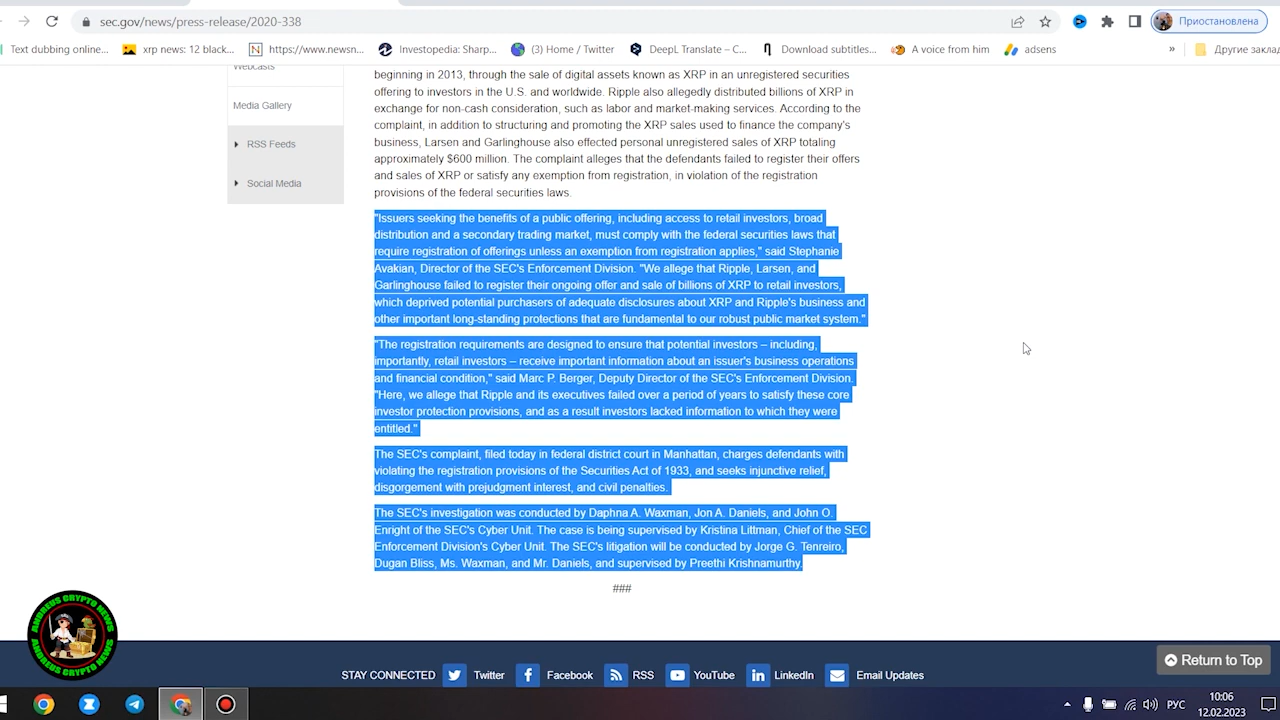 sec.gov/news/press-release/2020-338
Приостановлена
Text dubbing online...
xrp news: 12 black...
https://www.newsn...
Investopedia: Sharp...
(3) Home / Twitter
DeepL Translate – C...
Download subtitles...
A voice from him
adsens
»
Другие заклад
Webcasts
Media Gallery
RSS Feeds
Social Media
beginning in 2013, through the sale of digital assets known as XRP in an unregistered securities
offering to investors in the U.S. and worldwide. Ripple also allegedly distributed billions of XRP in
exchange for non-cash consideration, such as labor and market-making services. According to the
complaint, in addition to structuring and promoting the XRP sales used to finance the company's
business, Larsen and Garlinghouse also effected personal unregistered sales of XRP totaling
approximately $600 million. The complaint alleges that the defendants failed to register their offers
and sales of XRP or satisfy any exemption from registration, in violation of the registration
provisions of the federal securities laws.
"Issuers seeking the benefits of a public offering, including access to retail investors, broad
distribution and a secondary trading market, must comply with the federal securities laws that
require registration of offerings unless an exemption from registration applies," said Stephanie
Avakian, Director of the SEC's Enforcement Division. "We allege that Ripple, Larsen, and
Garlinghouse failed to register their ongoing offer and sale of billions of XRP to retail investors,
which deprived potential purchasers of adequate disclosures about XRP and Ripple's business and
other important long-standing protections that are fundamental to our robust public market system."
"The registration requirements are designed to ensure that potential investors – including,
importantly, retail investors – receive important information about an issuer's business operations
and financial condition," said Marc P. Berger, Deputy Director of the SEC's Enforcement Division.
"Here, we allege that Ripple and its executives failed over a period of years to satisfy these core
investor protection provisions, and as a result investors lacked information to which they were
entitled."
The SEC's complaint, filed today in federal district court in Manhattan, charges defendants with
violating the registration provisions of the Securities Act of 1933, and seeks injunctive relief,
disgorgement with prejudgment interest, and civil penalties.
The SEC's investigation was conducted by Daphna A. Waxman, Jon A. Daniels, and John O.
Enright of the SEC's Cyber Unit. The case is being supervised by Kristina Littman, Chief of the SEC
Enforcement Division's Cyber Unit. The SEC's litigation will be conducted by Jorge G. Tenreiro,
Dugan Bliss, Ms. Waxman, and Mr. Daniels, and supervised by Preethi Krishnamurthy.
###
ANDREUS CRYPTO NEWS
ANDREUS CRYPTO NEWS
Return to Top
STAY CONNECTED
Twitter
Facebook
RSS
YouTube
LinkedIn
Email Updates
РУС
10:06
12.02.2023